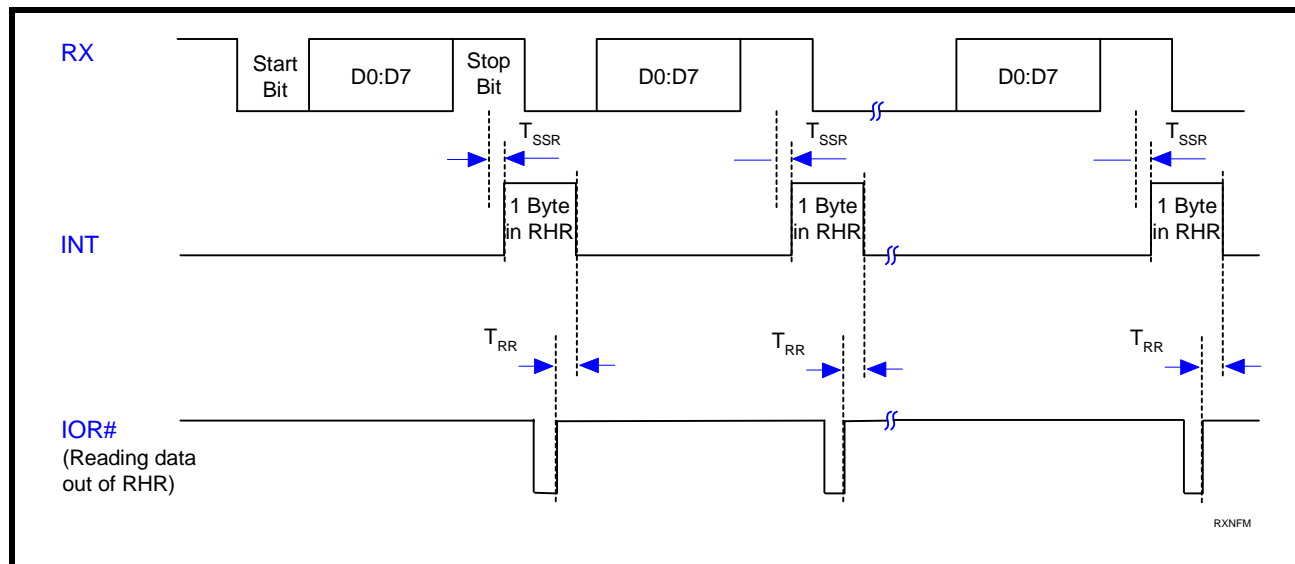 RX
Start
Bit
D0:D7
Stop
Bit
D0:D7
D0:D7
TSSR
TSSR
TSSR
INT
1 Byte
in RHR
1 Byte
in RHR
1 Byte
in RHR
TRR
TRR
TRR
IOR#
(Reading data
out of RHR)
RXNFM